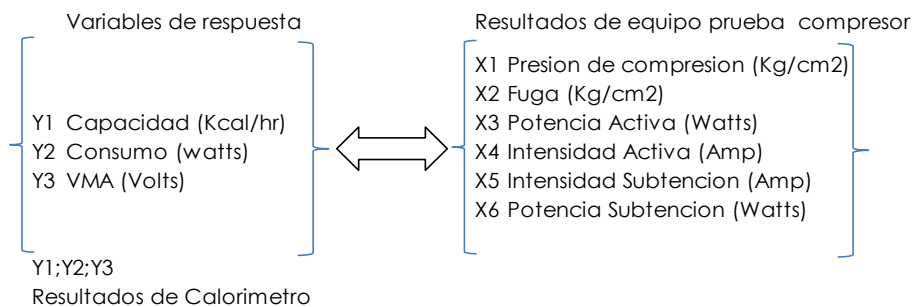 Variables de respuesta
Y1 Capacidad (Kcal/hr)
Y2 Consumo (watts)
Y3 VMA (Volts)
Y1;Y2;Y3
Resultados de Calorimetro
Resultados de equipo prueba compresor
X1 Presion de compresion (Kg/cm2)
X2 Fuga (Kg/cm2)
X3 Potencia Activa (Watts)
X4 Intensidad Activa (Amp)
X5 Intensidad Subtencion (Amp)
X6 Potencia Subtencion (Watts)